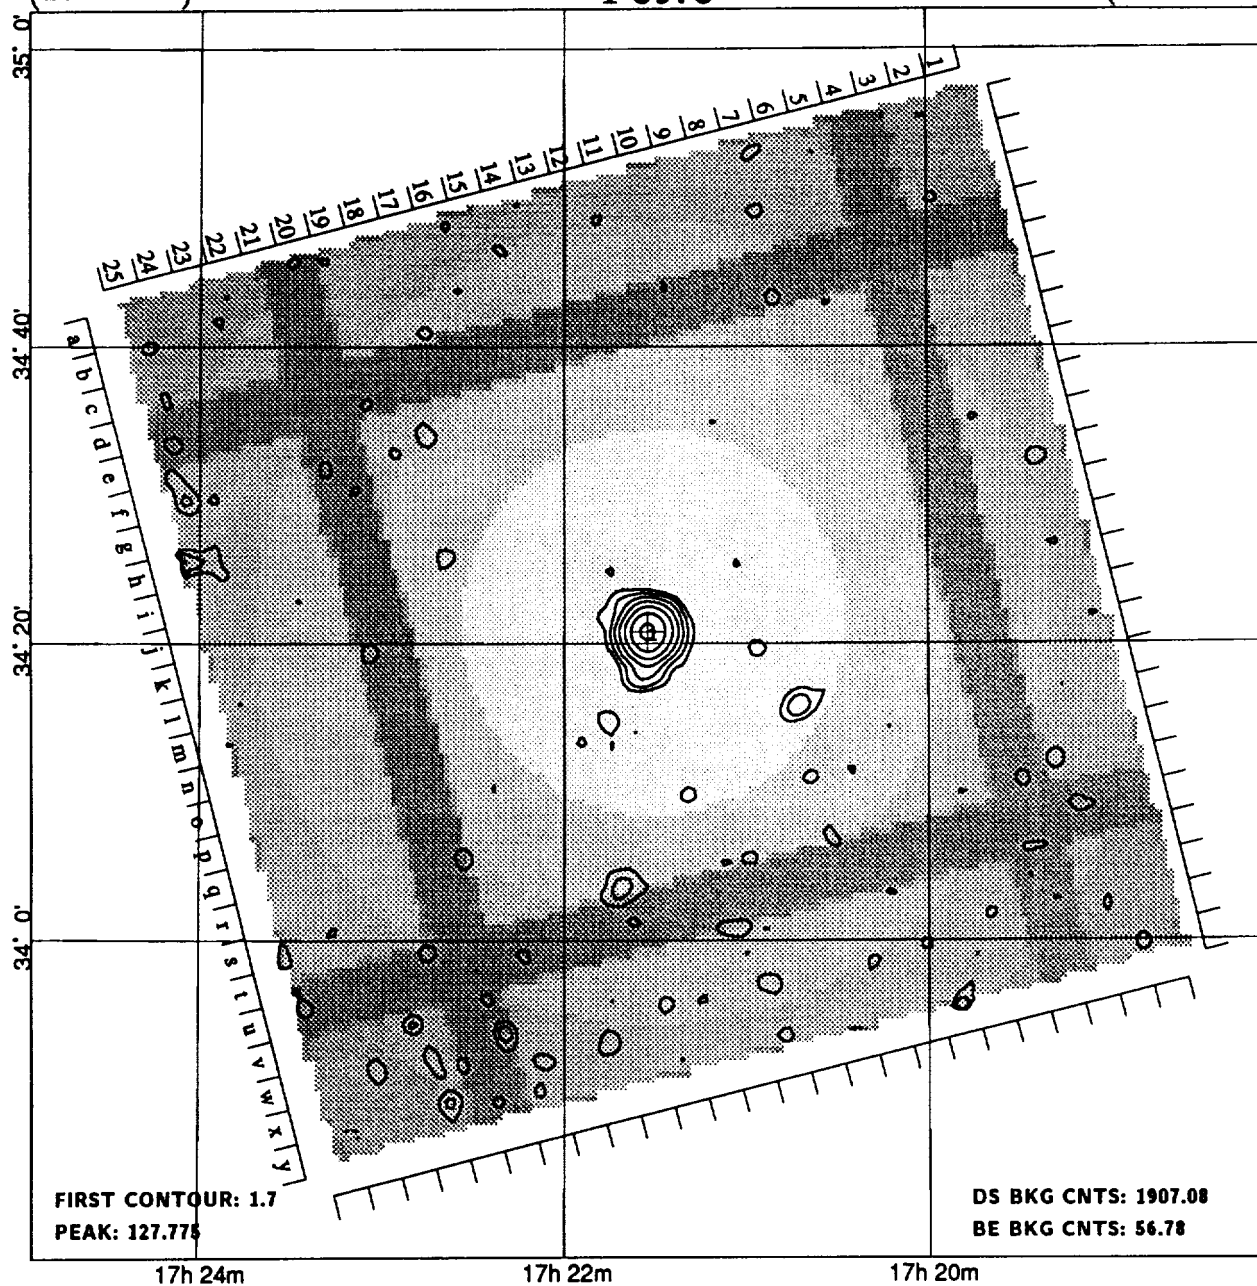 35° 0'
1 2 3 4 5 6 7 8 9 10 11 12 13 14 15 16 17 18 19 20 21 22 23 24 25
34° 40'
a b c d e f g h i j k l m n o p q r s t u v w x y
34° 20'
34° 0'
FIRST CONTOUR: 1.7
DS BKG CNTS: 1907.08
PEAK: 127.775
BE BKG CNTS: 56.78
17h 24m
17h 22m
17h 20m